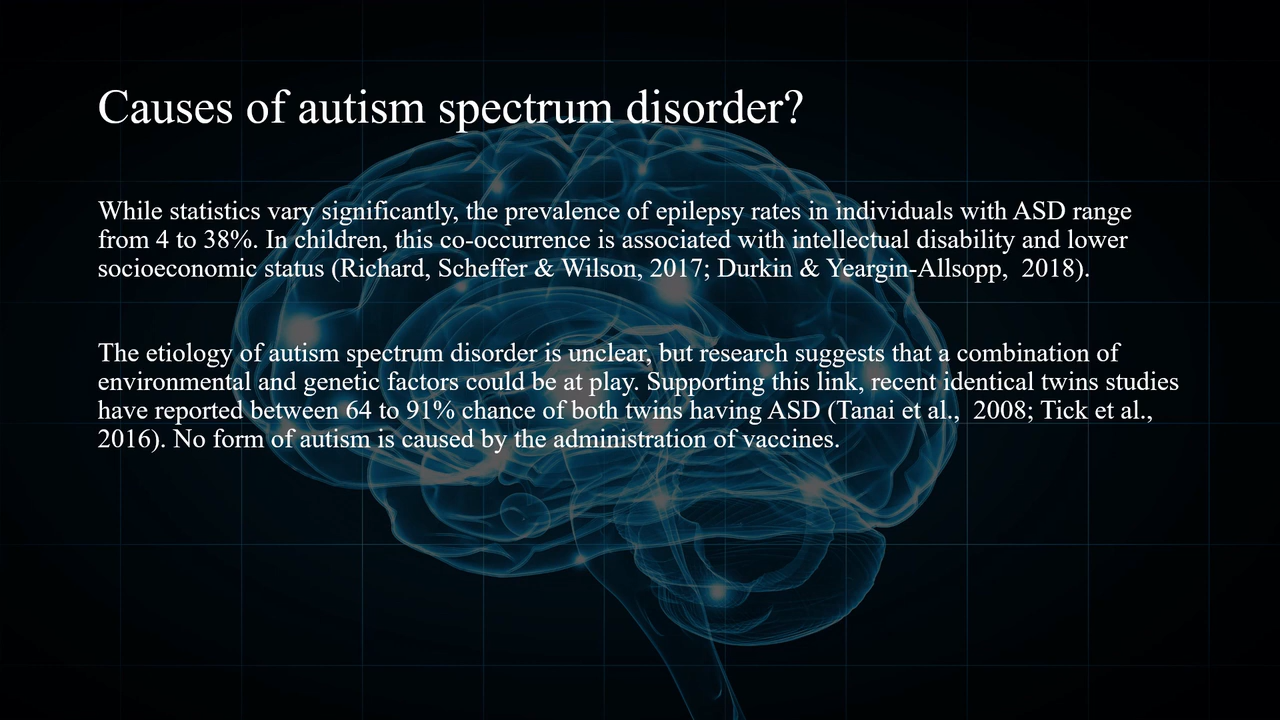 Causes of autism spectrum disorder?
While statistics vary significantly, the prevalence of epilepsy rates in individuals with ASD range
from 4 to 38%. In children, this co-occurrence is associated with intellectual disability and lower
socioeconomic status (Richard, Scheffer & Wilson, 2017; Durkin & Yeargin-Allsopp,  2018).
The etiology of autism spectrum disorder is unclear, but research suggests that a combination of
environmental and genetic factors could be at play. Supporting this link, recent identical twins studies
have reported between 64 to 91% chance of both twins having ASD (Tanai et al.,  2008; Tick et al.,
2016). No form of autism is caused by the administration of vaccines.